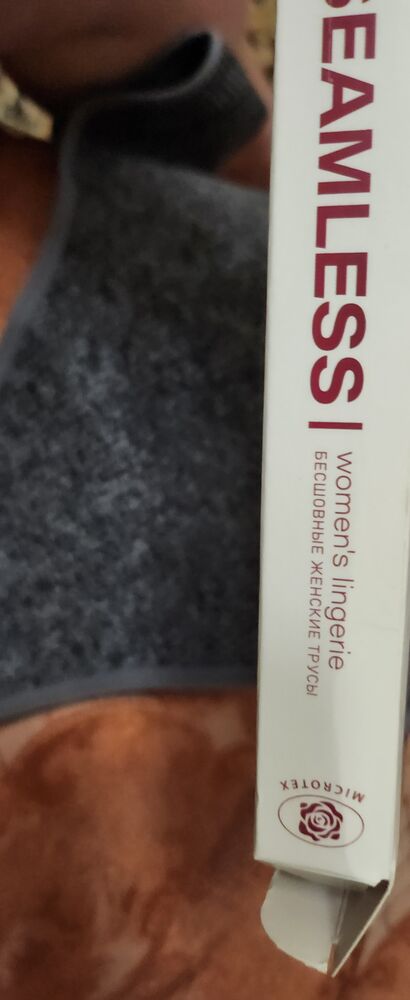 SEAMLESS |
women's lingerie
БЕСШОВНЫЕ ЖЕНСКИЕ ТРУСЫ
MICROTEX